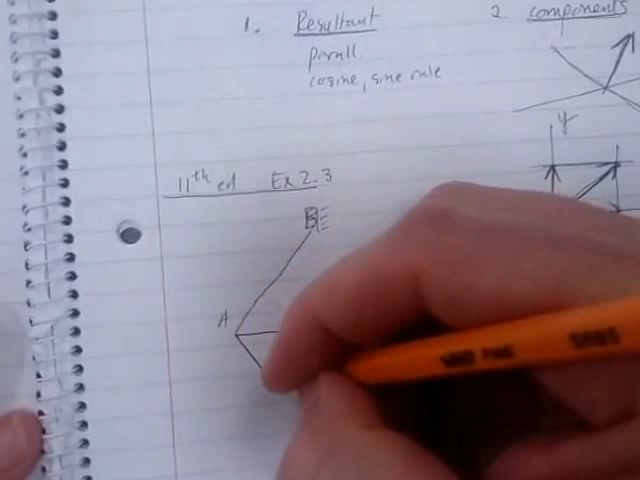 1. Resultant
parall.
cosine, sine rule
2. components
y
11th ed Ex 2.3
B
A